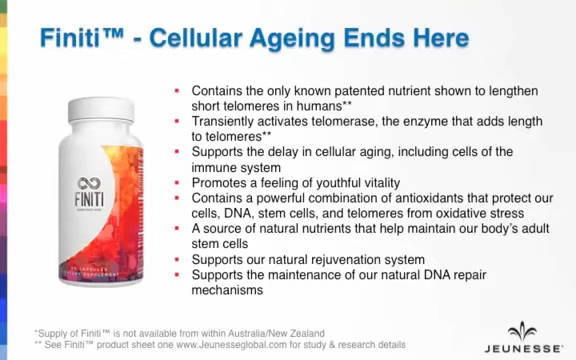 Finiti™ - Cellular Ageing Ends Here
Contains the only known patented nutrient shown to lengthen
short telomeres in humans**
Transiently activates telomerase, the enzyme that adds length
to telomeres**
Supports the delay in cellular aging, including cells of the
immune system
Promotes a feeling of youthful vitality
Contains a powerful combination of antioxidants that protect our
cells, DNA, stem cells, and telomeres from oxidative stress
A source of natural nutrients that help maintain our body's adult
stem cells
Supports our natural rejuvenation system
Supports the maintenance of our natural DNA repair
mechanisms
FINITI
CAPSULES
DIETARY SUPPLEMENT
*Supply of Finiti™ is not available from within Australia/New Zealand
** See Finiti™ product sheet one www.Jeunesseglobal.com for study & research details
JEUNESSE